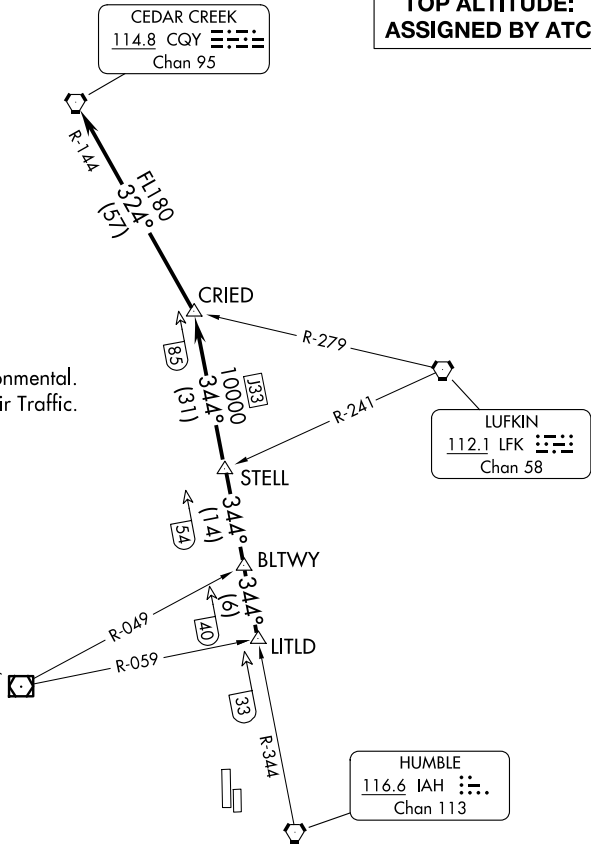 TOP ALTITUDE:
ASSIGNED BY ATC
CEDAR CREEK
114.8 CQY
Chan 95
R-144
FL180
324°
(57)
CRIED
85
R-279
10000
J33
344°
(31)
R-241
onmental.
ir Traffic.
LUFKIN
112.1 LFK
Chan 58
STELL
54
344°
(14)
BLTWY
R-049
40
344°
(6)
R-059
LITLD
33
R-344
HUMBLE
116.6 IAH
Chan 113